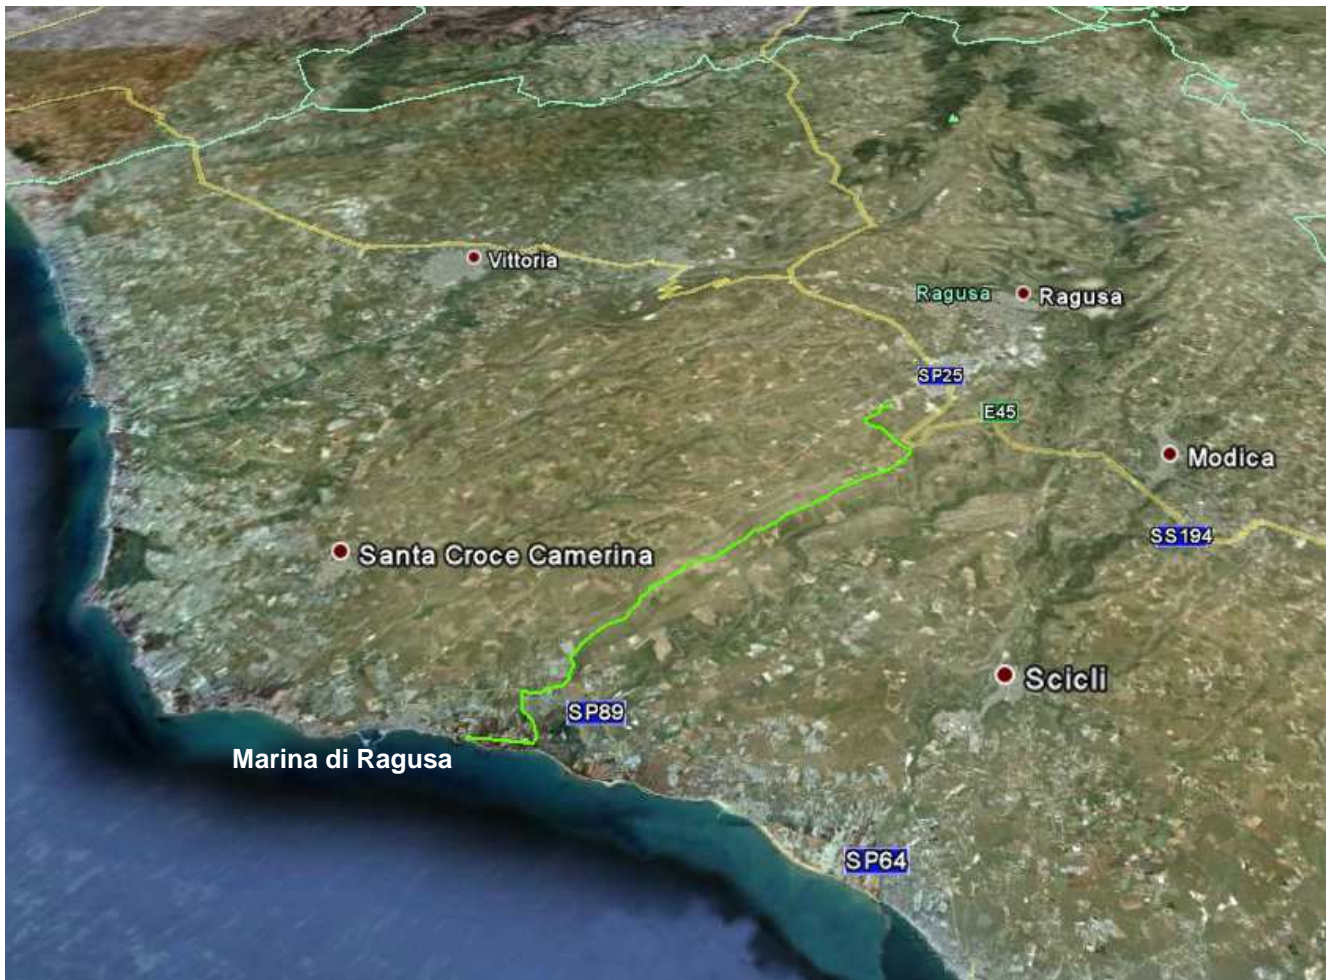 Vittoria
Ragusa
Ragusa
SP25
E45
Modica
SS194
Santa Croce Camerina
Scicli
SP89
Marina di Ragusa
SP64